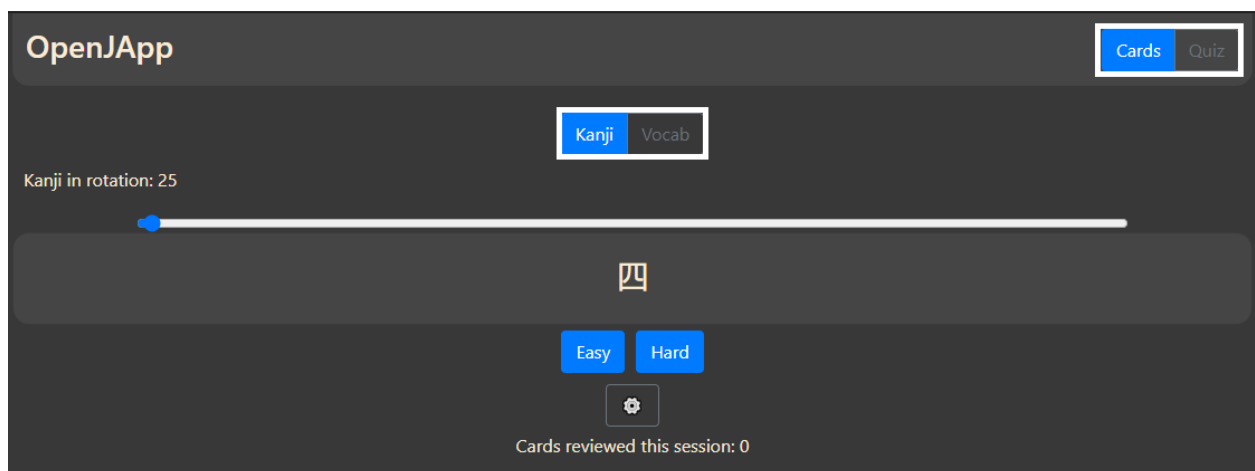 OpenJApp
Cards Quiz
Kanji Vocab
Kanji in rotation: 25
四
Easy Hard
Cards reviewed this session: 0